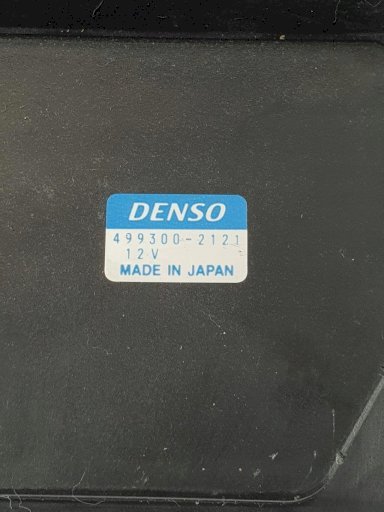 DENSO
499300-2121
12V
MADE IN JAPAN